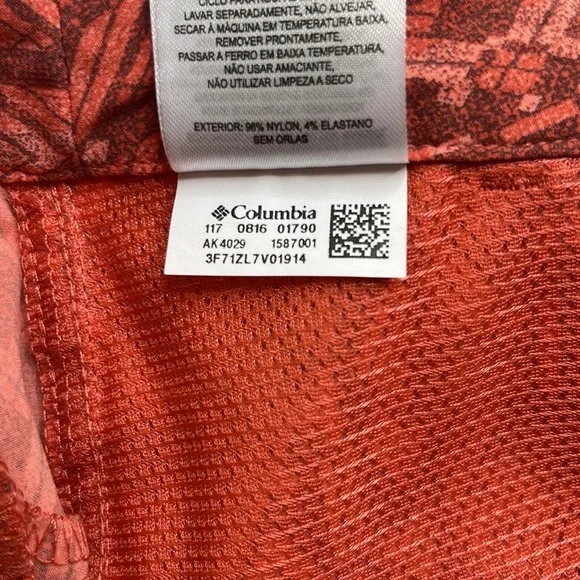 LAVAR SEPARADAMENTE, NÃO ALVEJAR,
SECAR À MAQUINA EM TEMPERATURA BAIXA,
REMOVER PRONTAMENTE,
PASSAR A FERRO EM BAIXA TEMPERATURA,
NÃO USAR AMACIANTE,
NÃO UTILIZAR LIMPEZA A SECO
EXTERIOR: 96% NYLON, 4% ELASTANO
SEM ORLAS
Columbia
117 0816 01790
AK4029 1587001
3F71ZL7V01914